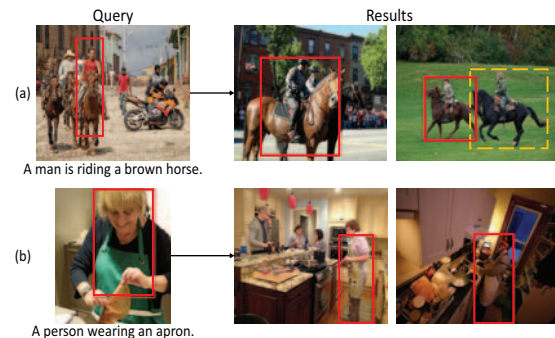 Query
Results
(a)
A man is riding a brown horse.
(b)
A person wearing an apron.